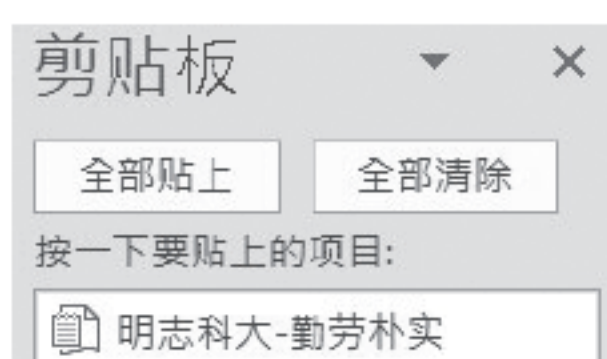 剪贴板
全部贴上 全部清除
按一下要贴上的项目:
明志科大-勤劳朴实